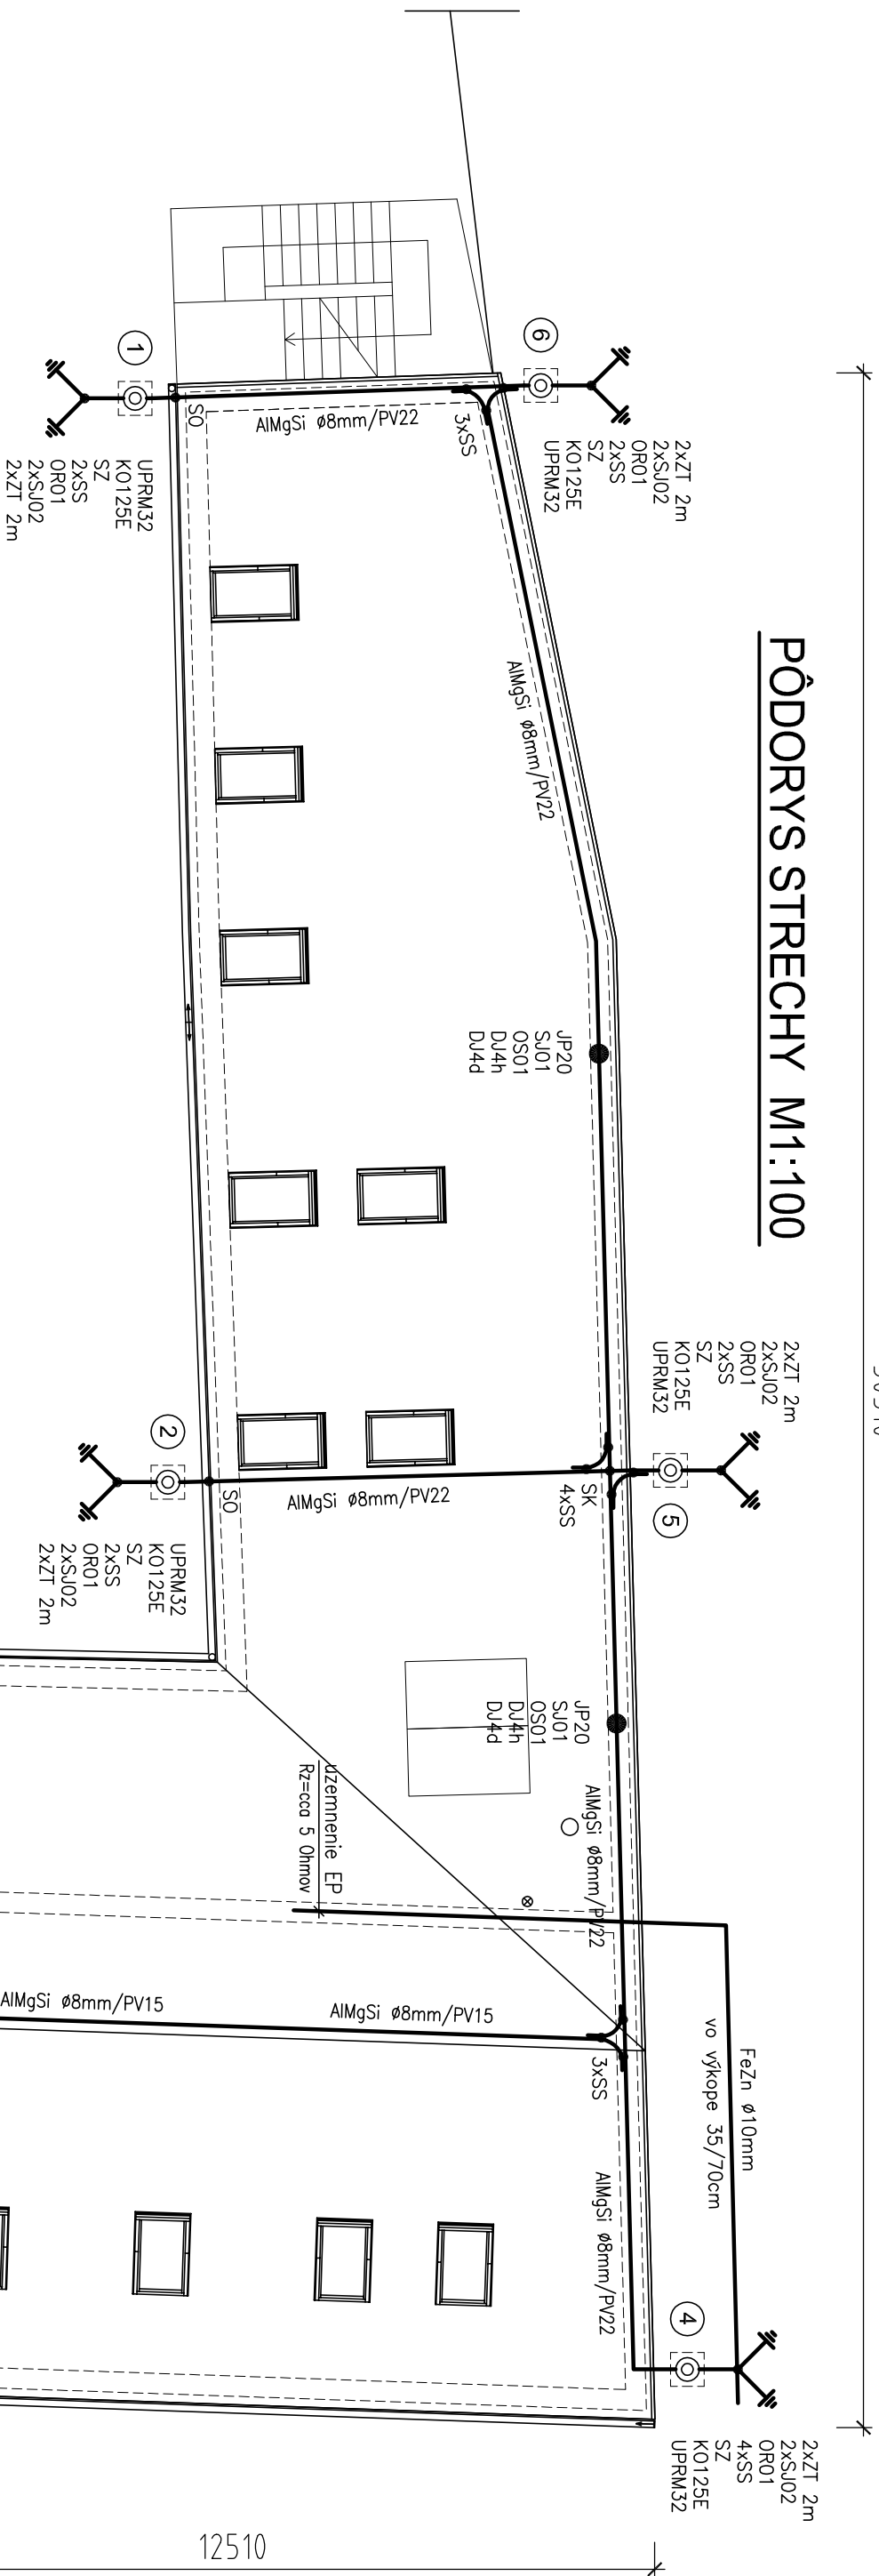 PÔDORYS STRECHY M1:100
6
2xZT 2m
2xSJ02
OR01
2xSS
SZ
KO125E
UPRM32
3xSS
1
SO
AlMgSi ø8mm/PV22
UPRM32
KO125E
SZ
2xSS
OR01
2xSJ02
2xZT 2m
AlMgSi ø8mm/PV22
JP20
SJ01
OS01
DJ4h
DJ4d
2xZT 2m
2xSJ02
OR01
2xSS
SZ
KO125E
UPRM32
5
SK
4xSS
2
SO
AlMgSi ø8mm/PV22
UPRM32
KO125E
SZ
2xSS
OR01
2xSJ02
2xZT 2m
JP20
SJ01
OS01
DJ4h
DJ4d
uzemnenie EP
Rz=cca 5 Ohmov
AlMgSi ø8mm/PV22
AlMgSi ø8mm/PV15
AlMgSi ø8mm/PV15
3xSS
FeZn ø10mm
vo výkope 35/70cm
AlMgSi ø8mm/PV22
4
2xZT 2m
2xSJ02
OR01
4xSS
SZ
KO125E
UPRM32
12510